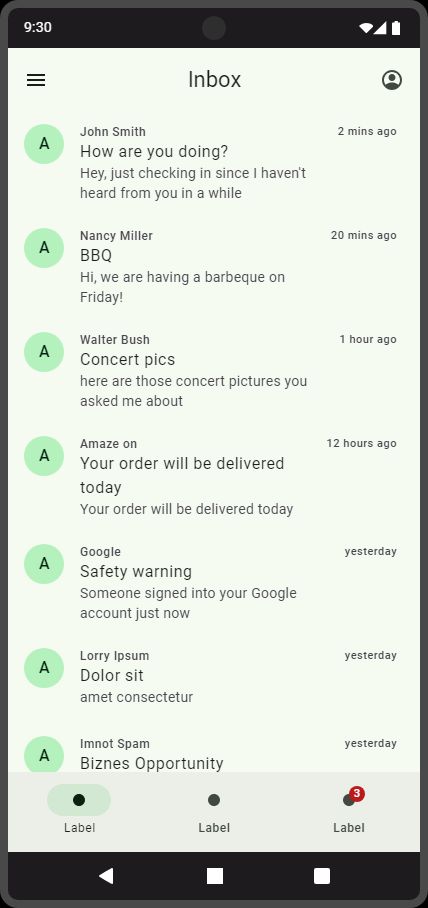 9:30
Inbox
A
John Smith
2 mins ago
How are you doing?
Hey, just checking in since I haven't
heard from you in a while
A
Nancy Miller
20 mins ago
BBQ
Hi, we are having a barbeque on
Friday!
A
Walter Bush
1 hour ago
Concert pics
here are those concert pictures you
asked me about
A
Amaze on
12 hours ago
Your order will be delivered
today
Your order will be delivered today
A
Google
yesterday
Safety warning
Someone signed into your Google
account just now
A
Lorry Ipsum
yesterday
Dolor sit
amet consectetur
A
Imnot Spam
yesterday
Biznes Opportunity
3
Label
Label
Label